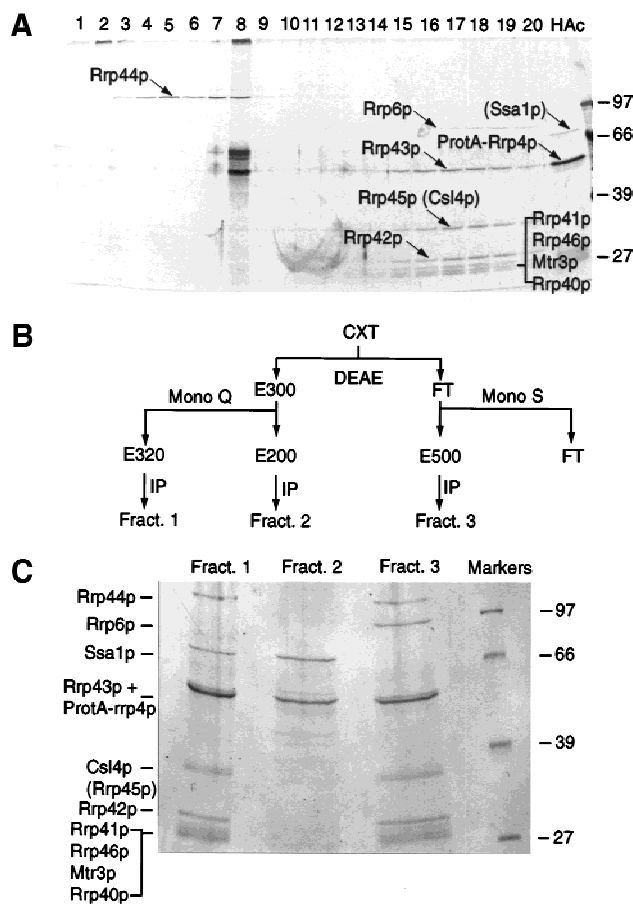 A
1 2 3 4 5 6 7 8 9 10 11 12 13 14 15 16 17 18 19 20 HAc
Rrp44p
Rrp6p
(Ssa1p)
ProtA-Rrp4p
Rrp43p
Rrp45p (Csl4p)
Rrp42p
Rrp41p
Rrp46p
Mtr3p
Rrp40p
97
66
39
27
B
CXT
DEAE
E300
FT
Mono Q
Mono S
E320
E200
E500
FT
IP
IP
IP
Fract. 1
Fract. 2
Fract. 3
C
Fract. 1 Fract. 2 Fract. 3 Markers
Rrp44p
Rrp6p
Ssa1p
Rrp43p +
ProtA-rrp4p
Csl4p
(Rrp45p)
Rrp42p
Rrp41p
Rrp46p
Mtr3p
Rrp40p
97
66
39
27